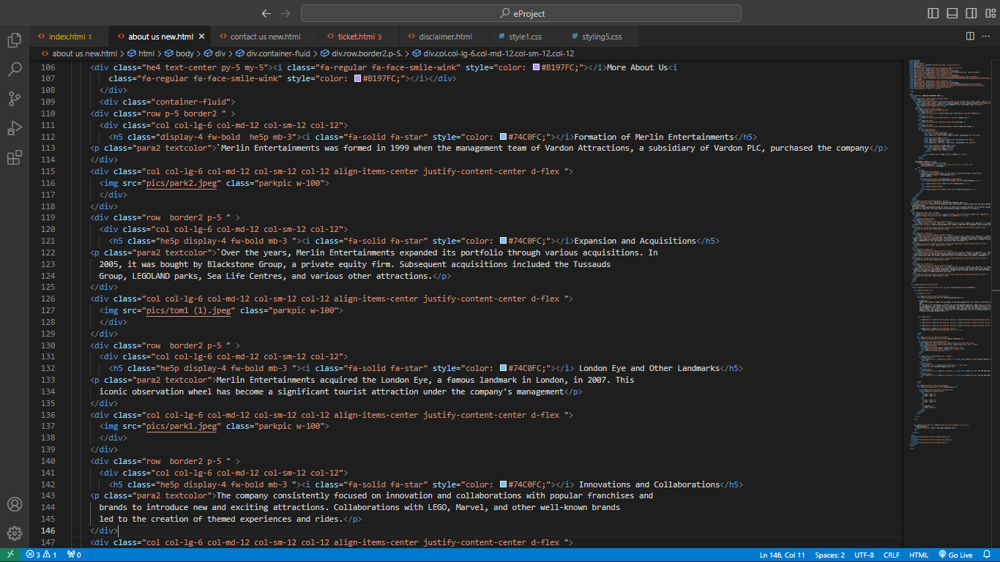 eProject
index.html 1
about us new.html
contact us new.html
ticket.html 3
disclaimer.html
# style1.css
# styling5.css
about us new.html > html > body > div > div.container-fluid > div.row.border2.p-5. > div.col.col-lg-6.col-md-12.col-sm-12.col-12
106 <div class="he4 text-center py-5 my-5"><i class="fa-regular fa-face-smile-wink" style="color: #B197FC;"></i>More About Us<i
107 class="fa-regular fa-face-smile-wink" style="color: #B197FC;"></i></div>
108 </div>
109 <div class="container-fluid">
110 <div class="row p-5 border2 " >
111 <div class="col col-lg-6 col-md-12 col-sm-12 col-12">
112 <h5 class="display-4 fw-bold  he5p mb-3"><i class="fa-solid fa-star" style="color: #74C0FC;"></i>Formation of Merlin Entertainments</h5>
113 <p class="para2 textcolor">`Merlin Entertainments was formed in 1999 when the management team of Vardon Attractions, a subsidiary of Vardon PLC, purchased the company</p>
114 </div>
115 <div class="col col-lg-6 col-md-12 col-sm-12 col-12 align-items-center justify-content-center d-flex ">
116 <img src="pics/park2.jpeg" class="parkpic w-100">
117 </div>
118 </div>
119 <div class="row  border2 p-5 " >
120 <div class="col col-lg-6 col-md-12 col-sm-12 col-12">
121 <h5 class="he5p display-4 fw-bold mb-3 "><i class="fa-solid fa-star" style="color: #74C0FC;"></i>Expansion and Acquisitions</h5>
122 <p class="para2 textcolor">`Over the years, Merlin Entertainments expanded its portfolio through various acquisitions. In
123 2005, it was bought by Blackstone Group, a private equity firm. Subsequent acquisitions included the Tussauds
124 Group, LEGOLAND parks, Sea Life Centres, and various other attractions.</p>
125 </div>
126 <div class="col col-lg-6 col-md-12 col-sm-12 col-12 align-items-center justify-content-center d-flex ">
127 <img src="pics/tom1 (1).jpeg" class="parkpic w-100">
128 </div>
129 </div>
130 <div class="row  border2 p-5 " >
131 <div class="col col-lg-6 col-md-12 col-sm-12 col-12">
132 <h5 class="he5p display-4 fw-bold mb-3 "><i class="fa-solid fa-star" style="color: #74C0FC;"></i> London Eye and Other Landmarks</h5>
133 <p class="para2 textcolor">Merlin Entertainments acquired the London Eye, a famous landmark in London, in 2007. This
134 iconic observation wheel has become a significant tourist attraction under the company's management</p>
135 </div>
136 <div class="col col-lg-6 col-md-12 col-sm-12 col-12 align-items-center justify-content-center d-flex ">
137 <img src="pics/park1.jpeg" class="parkpic w-100">
138 </div>
139 </div>
140 <div class="row  border2 p-5 " >
141 <div class="col col-lg-6 col-md-12 col-sm-12 col-12">
142 <h5 class="he5p display-4 fw-bold mb-3 "><i class="fa-solid fa-star" style="color: #74C0FC;"></i> Innovations and Collaborations</h5>
143 <p class="para2 textcolor">The company consistently focused on innovation and collaborations with popular franchises and
144 brands to introduce new and exciting attractions. Collaborations with LEGO, Marvel, and other well-known brands
145 led to the creation of themed experiences and rides.</p>
146 </div>
147 <div class="col col-lg-6 col-md-12 col-sm-12 col-12 align-items-center justify-content-center d-flex ">
3 1 0 Ln 146, Col 11 Spaces: 2 UTF-8 CRLF HTML Go Live